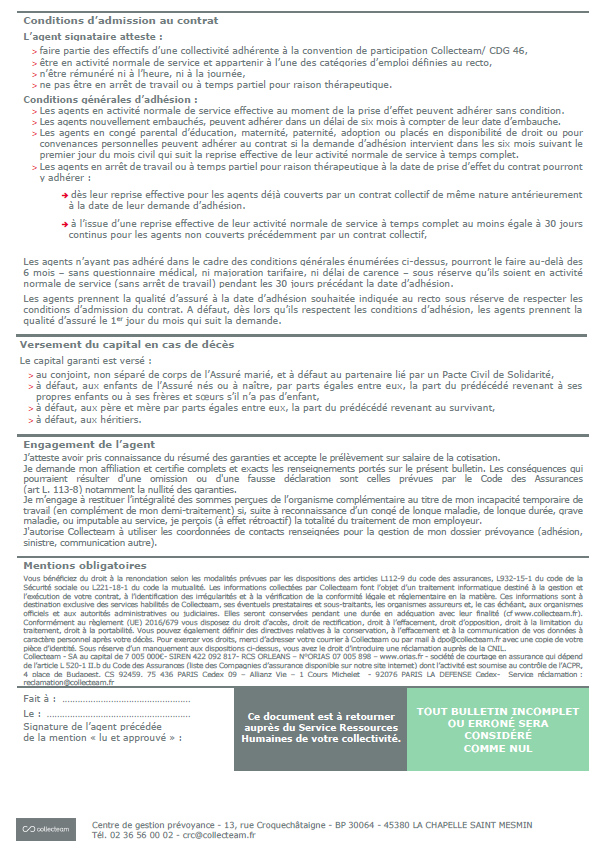 Conditions d'admission au contrat
L'agent signataire atteste :
> faire partie des effectifs d'une collectivité adhérente à la convention de participation Collecteam/ CDG 46,
> être en activité normale de service et appartenir à l'une des catégories d'emploi définies au recto,
> n'être rémunéré ni à l'heure, ni à la journée,
> ne pas être en arrêt de travail ou à temps partiel pour raison thérapeutique.
Conditions générales d'adhésion :
> Les agents en activité normale de service effective au moment de la prise d'effet peuvent adhérer sans condition.
> Les agents nouvellement embauchés, peuvent adhérer dans un délai de six mois à compter de leur date d'embauche.
> Les agents en congé parental d'éducation, maternité, paternité, adoption ou placés en disponibilité de droit ou pour
convenances personnelles peuvent adhérer au contrat si la demande d'adhésion intervient dans les six mois suivant le
premier jour du mois civil qui suit la reprise effective de leur activité normale de service à temps complet.
> Les agents en arrêt de travail ou à temps partiel pour raison thérapeutique à la date de prise d'effet du contrat pourront
y adhérer :
➔ dès leur reprise effective pour les agents déjà couverts par un contrat collectif de même nature antérieurement
à la date de leur demande d'adhésion.
➔ à l'issue d'une reprise effective de leur activité normale de service à temps complet au moins égale à 30 jours
continus pour les agents non couverts précédemment par un contrat collectif,
Les agents n'ayant pas adhéré dans le cadre des conditions générales énumérées ci-dessus, pourront le faire au-delà des
6 mois – sans questionnaire médical, ni majoration tarifaire, ni délai de carence – sous réserve qu'ils soient en activité
normale de service (sans arrêt de travail) pendant les 30 jours précédant la date d'adhésion.
Les agents prennent la qualité d'assuré à la date d'adhésion souhaitée indiquée au recto sous réserve de respecter les
conditions d'admission du contrat. A défaut, dès lors qu'ils respectent les conditions d'adhésion, les agents prennent la
qualité d'assuré le 1er jour du mois qui suit la demande.
Versement du capital en cas de décès
Le capital garanti est versé :
> au conjoint, non séparé de corps de l'Assuré marié, et à défaut au partenaire lié par un Pacte Civil de Solidarité,
> à défaut, aux enfants de l'Assuré nés ou à naître, par parts égales entre eux, la part du prédécédé revenant à ses
propres enfants ou à ses frères et sœurs s'il n'a pas d'enfant,
> à défaut, aux père et mère par parts égales entre eux, la part du prédécédé revenant au survivant,
> à défaut, aux héritiers.
Engagement de l'agent
J'atteste avoir pris connaissance du résumé des garanties et accepte le prélèvement sur salaire de la cotisation.
Je demande mon affiliation et certifie complets et exacts les renseignements portés sur le présent bulletin. Les conséquences qui
pourraient résulter d'une omission ou d'une fausse déclaration sont celles prévues par le Code des Assurances
(art L. 113-8) notamment la nullité des garanties.
Je m'engage à restituer l'intégralité des sommes perçues de l'organisme complémentaire au titre de mon incapacité temporaire de
travail (en complément de mon demi-traitement) si, suite à reconnaissance d'un congé de longue maladie, de longue durée, grave
maladie, ou imputable au service, je perçois (à effet rétroactif) la totalité du traitement de mon employeur.
J'autorise Collecteam à utiliser les coordonnées de contacts renseignées pour la gestion de mon dossier prévoyance (adhésion,
sinistre, communication autre).
Mentions obligatoires
Vous bénéficiez du droit à la renonciation selon les modalités prévues par les dispositions des articles L112-9 du code des assurances, L932-15-1 du code de la
Sécurité sociale ou L221-18-1 du code la mutualité. Les informations collectées par Collecteam font l'objet d'un traitement informatique destiné à la gestion et
l'exécution de votre contrat, à l'identification des irrégularités et à la vérification de la conformité légale et réglementaire en la matière. Ces informations sont à
destination exclusive des services habilités de Collecteam, ses éventuels prestataires et sous-traitants, les organismes assureurs et, le cas échéant, aux organismes
officiels et aux autorités administratives ou judiciaires. Elles seront conservées pendant une durée en adéquation avec leur finalité (cf www.collecteam.fr).
Conformément au règlement (UE) 2016/679 vous disposez du droit d'accès, droit de rectification, droit à l'effacement, droit d'opposition, droit à la limitation du
traitement, droit à la portabilité. Vous pouvez également définir des directives relatives à la conservation, à l'effacement et à la communication de vos données à
caractère personnel après votre décès. Pour exercer vos droits, merci d'adresser votre courrier à Collecteam ou par mail à dpo@collecteam.fr avec une copie de votre
pièce d'identité. Sous réserve d'un manquement aux dispositions ci-dessus, vous avez le droit d'introduire une réclamation auprès de la CNIL.
Collecteam - SA au capital de 7 005 000€- SIREN 422 092 817- RCS ORLEANS – N°ORIAS 07 005 898 – www.orias.fr - société de courtage en assurance qui dépend
de l'article L 520-1 II.b du Code des Assurances (liste des Compagnies d'assurance disponible sur notre site internet) dont l'activité est soumise au contrôle de l'ACPR,
4 place de Budapest. CS 92459. 75 436 PARIS Cedex 09 – Allianz Vie – 1 Cours Michelet - 92076 PARIS LA DEFENSE Cedex- Service réclamation :
reclamation@collecteam.fr
Fait à : ………………………………………………
Le : ………………………………………………
Signature de l'agent précédée
de la mention « lu et approuvé » :
Ce document est à retourner
auprès du Service Ressources
Humaines de votre collectivité.
TOUT BULLETIN INCOMPLET
OU ERRONÉ SERA
CONSIDÉRÉ
COMME NUL
collecteam
Centre de gestion prévoyance - 13, rue Croquechâtaigne - BP 30064 - 45380 LA CHAPELLE SAINT MESMIN
Tél. 02 36 56 00 02 - crc@collecteam.fr